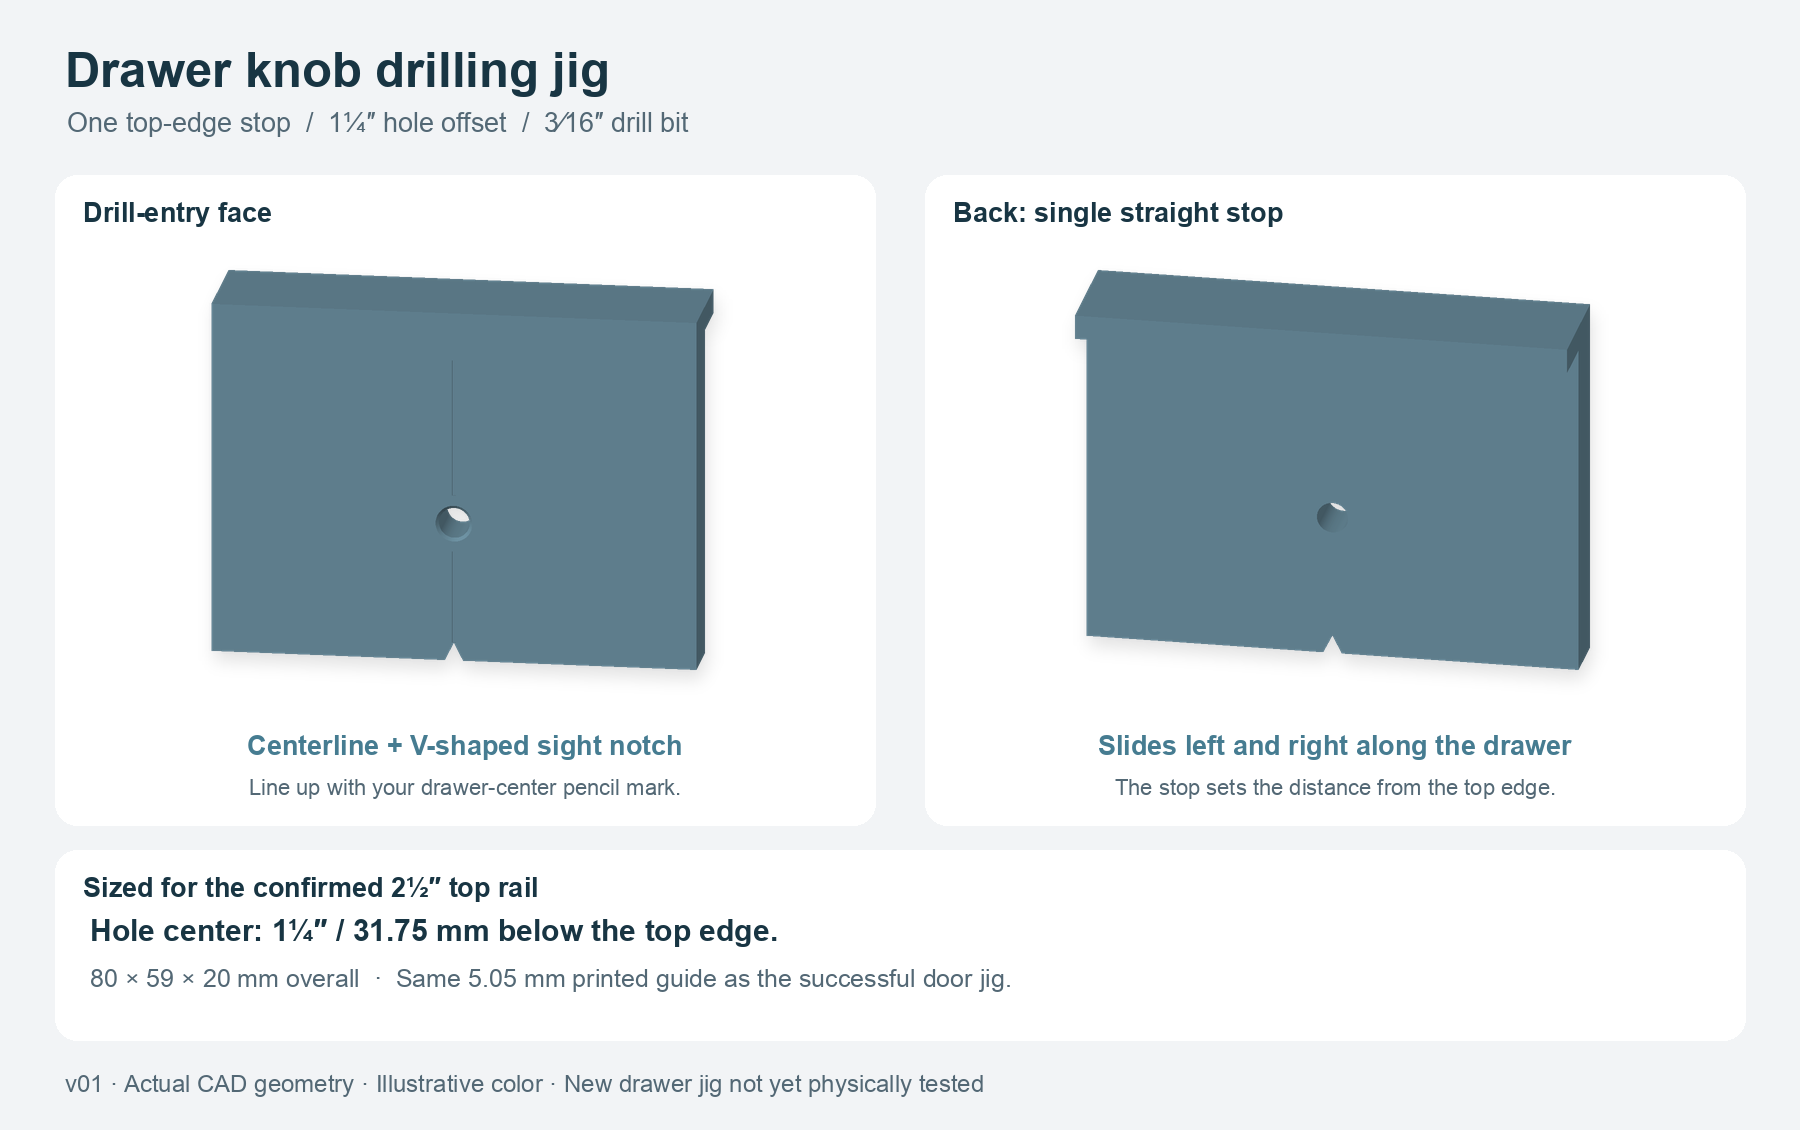 Drawer knob drilling jig
One top-edge stop / 1¼″ hole offset / 3⁄16″ drill bit
Drill-entry face
Centerline + V-shaped sight notch
Line up with your drawer-center pencil mark.
Back: single straight stop
Slides left and right along the drawer
The stop sets the distance from the top edge.
Sized for the confirmed 2½″ top rail
Hole center: 1¼″ / 31.75 mm below the top edge.
80 × 59 × 20 mm overall · Same 5.05 mm printed guide as the successful door jig.
v01 · Actual CAD geometry · Illustrative color · New drawer jig not yet physically tested